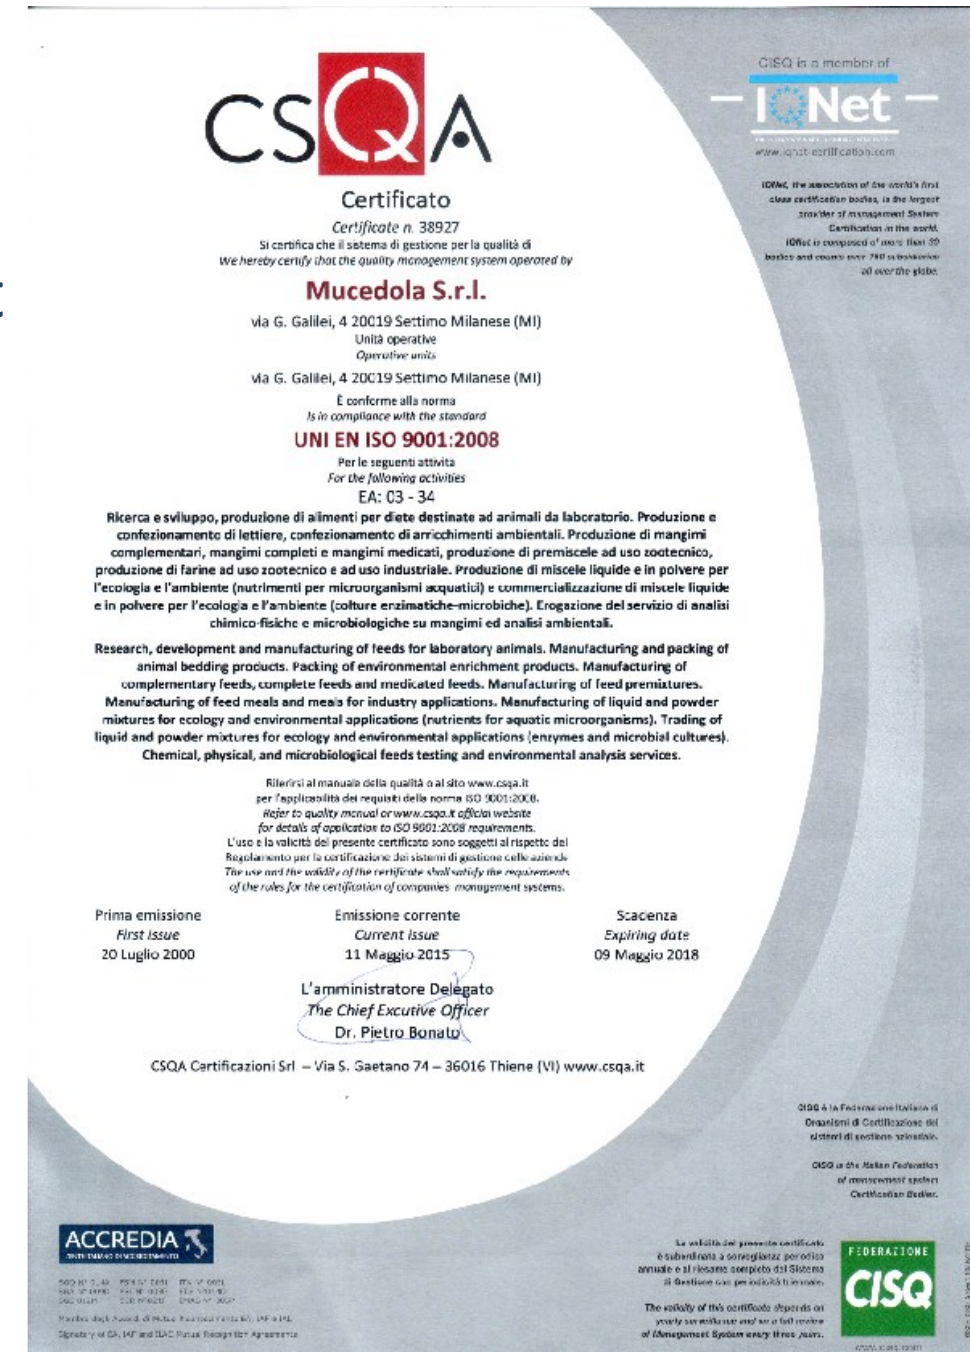 CSQA
Certificato
Certificate n. 38927
Si certifica che il sistema di gestione per la qualità di
We hereby certify that the quality management system operated by
Mucedola S.r.l.
via G. Galilei, 4 20019 Settimo Milanese (MI)
Unità operative
Operative units
via G. Galilei, 4 20019 Settimo Milanese (MI)
È conforme alla norma
Is in compliance with the standard
UNI EN ISO 9001:2008
Per le seguenti attività
For the following activities
EA: 03 - 34
Ricerca e sviluppo, produzione di alimenti per diete destinate ad animali da laboratorio. Produzione e
confezionamento di lettiere, confezionamento di arricchimenti ambientali. Produzione di mangimi
complementari, mangimi completi e mangimi medicati, produzione di premiscele ad uso zootecnico,
produzione di farine ad uso zootecnico e ad uso industriale. Produzione di miscele liquide e in polvere per
l'ecologia e l'ambiente (nutrimenti per microorganismi acquatici) e commercializzazione di miscele liquide
e in polvere per l'ecologia e l'ambiente (colture enzimatiche-microbiche). Erogazione del servizio di analisi
chimico-fisiche e microbiologiche su mangimi ed analisi ambientali.
Research, development and manufacturing of feeds for laboratory animals. Manufacturing and packing of
animal bedding products. Packing of environmental enrichment products. Manufacturing of
complementary feeds, complete feeds and medicated feeds. Manufacturing of feed premixtures.
Manufacturing of feed meals and meals for industry applications. Manufacturing of liquid and powder
mixtures for ecology and environmental applications (nutrients for aquatic microorganisms). Trading of
liquid and powder mixtures for ecology and environmental applications (enzymes and microbial cultures).
Chemical, physical, and microbiological feeds testing and environmental analysis services.
Riferirsi al manuale della qualità o al sito www.csqa.it
per l'applicabilità dei requisiti della norma ISO 9001:2008.
Refer to quality manual or www.csqa.it official website
for details of application to ISO 9001:2008 requirements.
L'uso e la validità del presente certificato sono soggetti al rispetto del
Regolamento per la certificazione dei sistemi di gestione delle aziende
The use and the validity of the certificate shall satisfy the requirements
of the rules for the certification of companies management systems.
Prima emissione
First issue
20 Luglio 2000
Emissione corrente
Current issue
11 Maggio 2015
Scadenza
Expiring date
09 Maggio 2018
L'amministratore Delegato
The Chief Excutive Officer
Dr. Pietro Bonato
CSQA Certificazioni Srl – Via S. Gaetano 74 – 36016 Thiene (VI) www.csqa.it
CISQ is a member of
IQNet
www.iqnet-certification.com
IQNet, the association of the world's first
class certification bodies, is the largest
provider of management System
Certification in the world.
IQNet is composed of more than 30
bodies and counts over 150 subsidiaries
all over the globe.
CISQ è la Federazione Italiana di
Organismi di Certificazione dei
sistemi di gestione aziendale.
CISQ is the Italian Federation
of management system
Certification Bodies.
La validità del presente certificato
è subordinata a sorveglianza periodica
annuale e al riesame completo del Sistema
di Gestione con periodicità triennale.
The validity of this certificate depends on
yearly surveillance and on a full review
of Management System every three years.
FEDERAZIONE
CISQ
www.cisq.com
ACCREDIA
Membro degli Accordi di Mutuo Riconoscimento EA, IAF e ILAC
Signatory of EA, IAF and ILAC Mutual Recognition Agreements